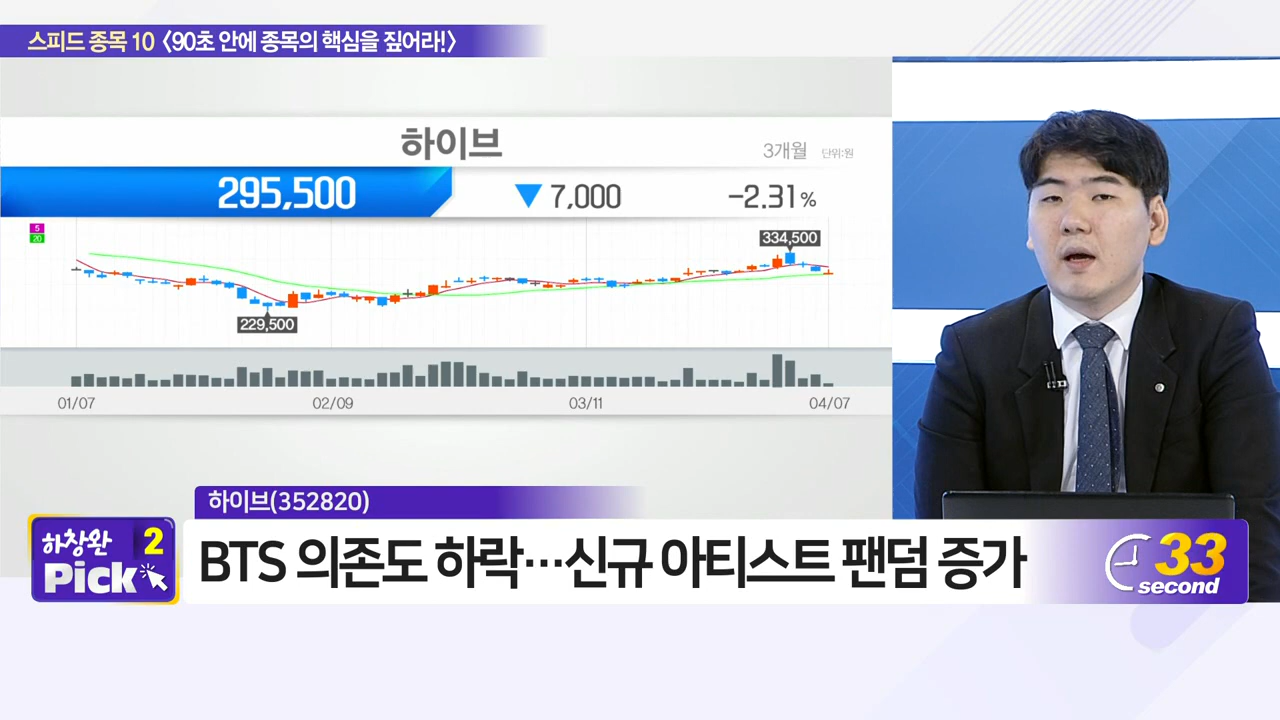 스피드 종목 10 <90초 안에 종목의 핵심을 짚어라!>
하이브
3개월 단위:원
295,500 ▼ 7,000 -2.31%
5
20
334,500
229,500
01/07 02/09 03/11 04/07
하이브(352820)
하창완 2
Pick
BTS 의존도 하락…신규 아티스트 팬덤 증가
33
second